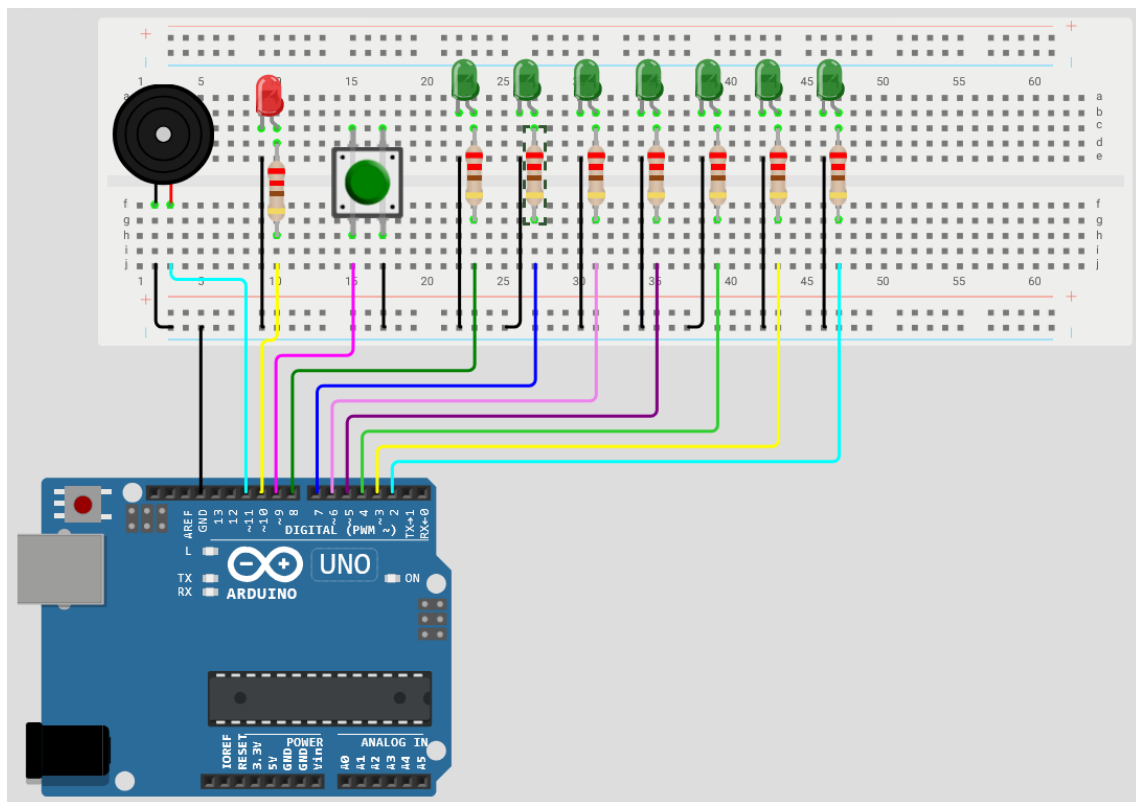 + +
1 5 10 15 20 25 30 35 40 45 50 55 60
a a
b b
c c
d d
e e
f f
g g
h h
i i
j j
1 5 10 15 20 25 30 35 40 45 50 55 60
+ +
AREF GND 13 12 ~11 ~10 ~9 8 7 ~6 ~5 4 ~3 2 TX→1 RX←0
DIGITAL (PWM ~)
L
TX
RX
ON
UNO
ARDUINO
POWER
ANALOG IN
IOREF RESET 3.3V 5V GND GND Vin A0 A1 A2 A3 A4 A5